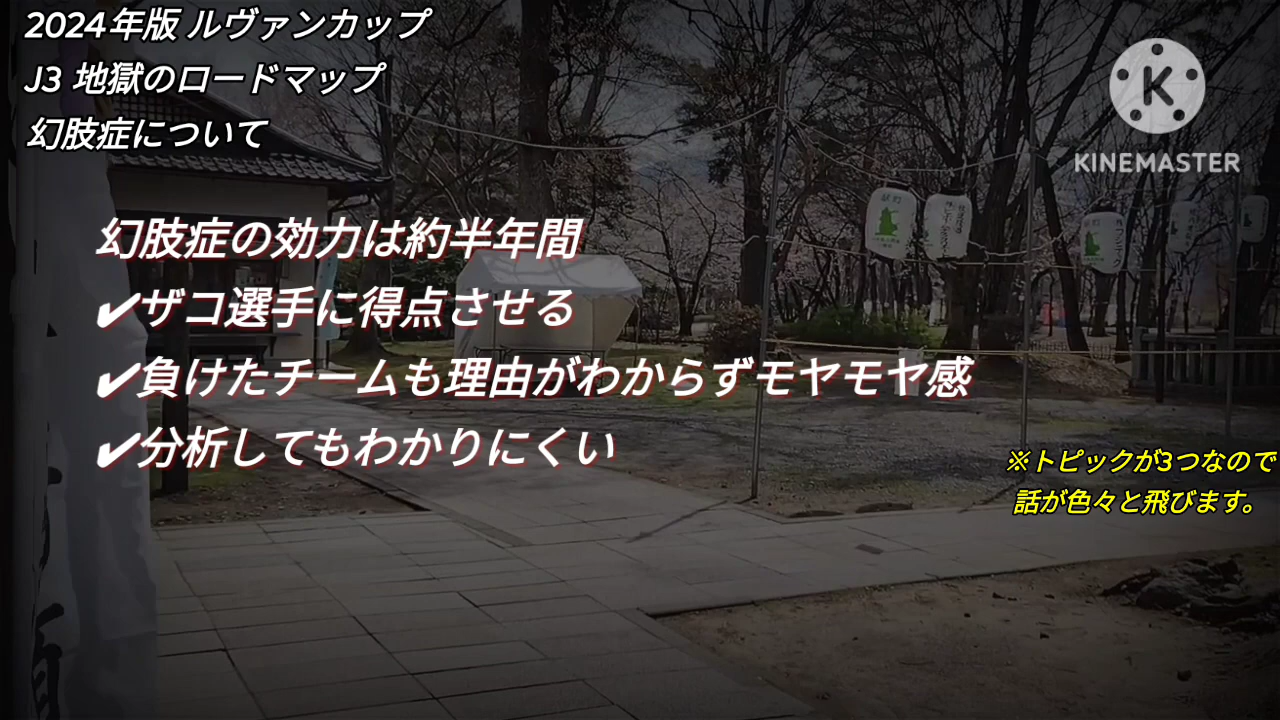 2024年版 ルヴァンカップ
J3 地獄のロードマップ
幻肢症について
KINEMASTER
幻肢症の効力は約半年間
✔ザコ選手に得点させる
✔負けたチームも理由がわからずモヤモヤ感
✔分析してもわかりにくい
※トピックが3つなので
話が色々と飛びます。